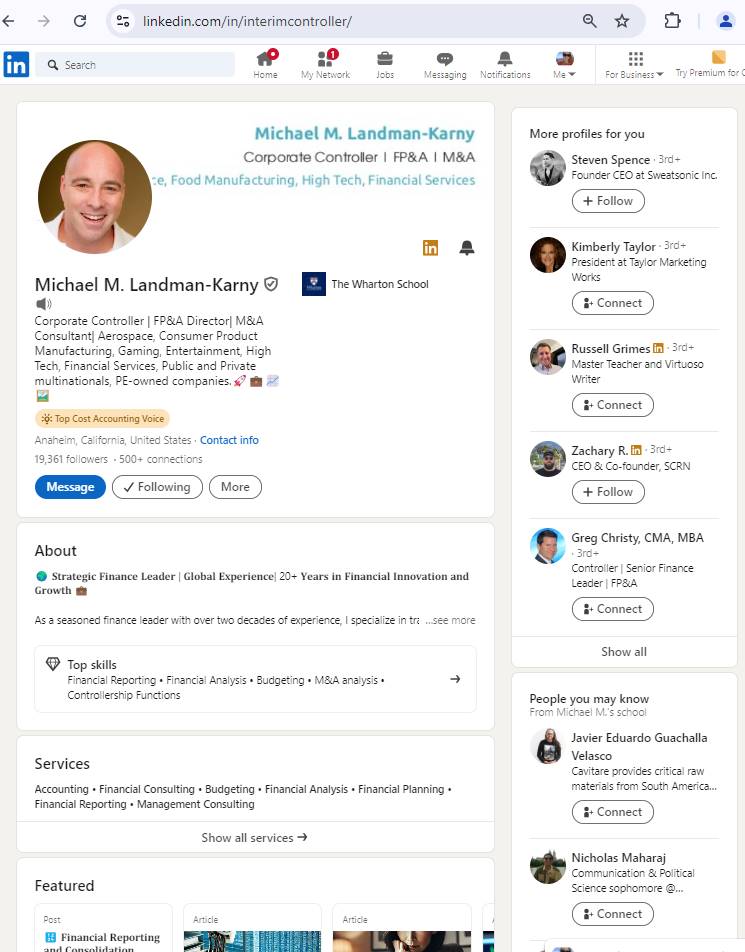 linkedin.com/in/interimcontroller/
in
Search
Home
1
My Network
Jobs
Messaging
Notifications
Me
For Business
Try Premium for
Michael M. Landman-Karny
Corporate Controller | FP&A | M&A
ce, Food Manufacturing, High Tech, Financial Services
in
Michael M. Landman-Karny
The Wharton School
Corporate Controller | FP&A Director| M&A
Consultant| Aerospace, Consumer Product
Manufacturing, Gaming, Entertainment, High
Tech, Financial Services, Public and Private
multinationals, PE-owned companies.🚀 💼 📈
🖼️
Top Cost Accounting Voice
Anaheim, California, United States · Contact info
19,361 followers · 500+ connections
Message
Following
More
About
🌍 Strategic Finance Leader | Global Experience| 20+ Years in Financial Innovation and
Growth 💼
As a seasoned finance leader with over two decades of experience, I specialize in tra …see more
Top skills
Financial Reporting • Financial Analysis • Budgeting • M&A analysis •
Controllership Functions
Services
Accounting • Financial Consulting • Budgeting • Financial Analysis • Financial Planning •
Financial Reporting • Management Consulting
Show all services →
Featured
Post
🔢 Financial Reporting
and Consolidation
Article
Article
A
More profiles for you
Steven Spence · 3rd+
Founder CEO at Sweatsonic Inc.
+ Follow
Kimberly Taylor · 3rd+
President at Taylor Marketing
Works
Connect
Russell Grimes in · 3rd+
Master Teacher and Virtuoso
Writer
Connect
Zachary R. in · 3rd+
CEO & Co-founder, SCRN
+ Follow
Greg Christy, CMA, MBA
· 3rd+
Controller | Senior Finance
Leader | FP&A
Connect
Show all
People you may know
From Michael M.'s school
Javier Eduardo Guachalla
Velasco
Cavitare provides critical raw
materials from South America...
Connect
Nicholas Maharaj
Communication & Political
Science sophomore @...
Connect